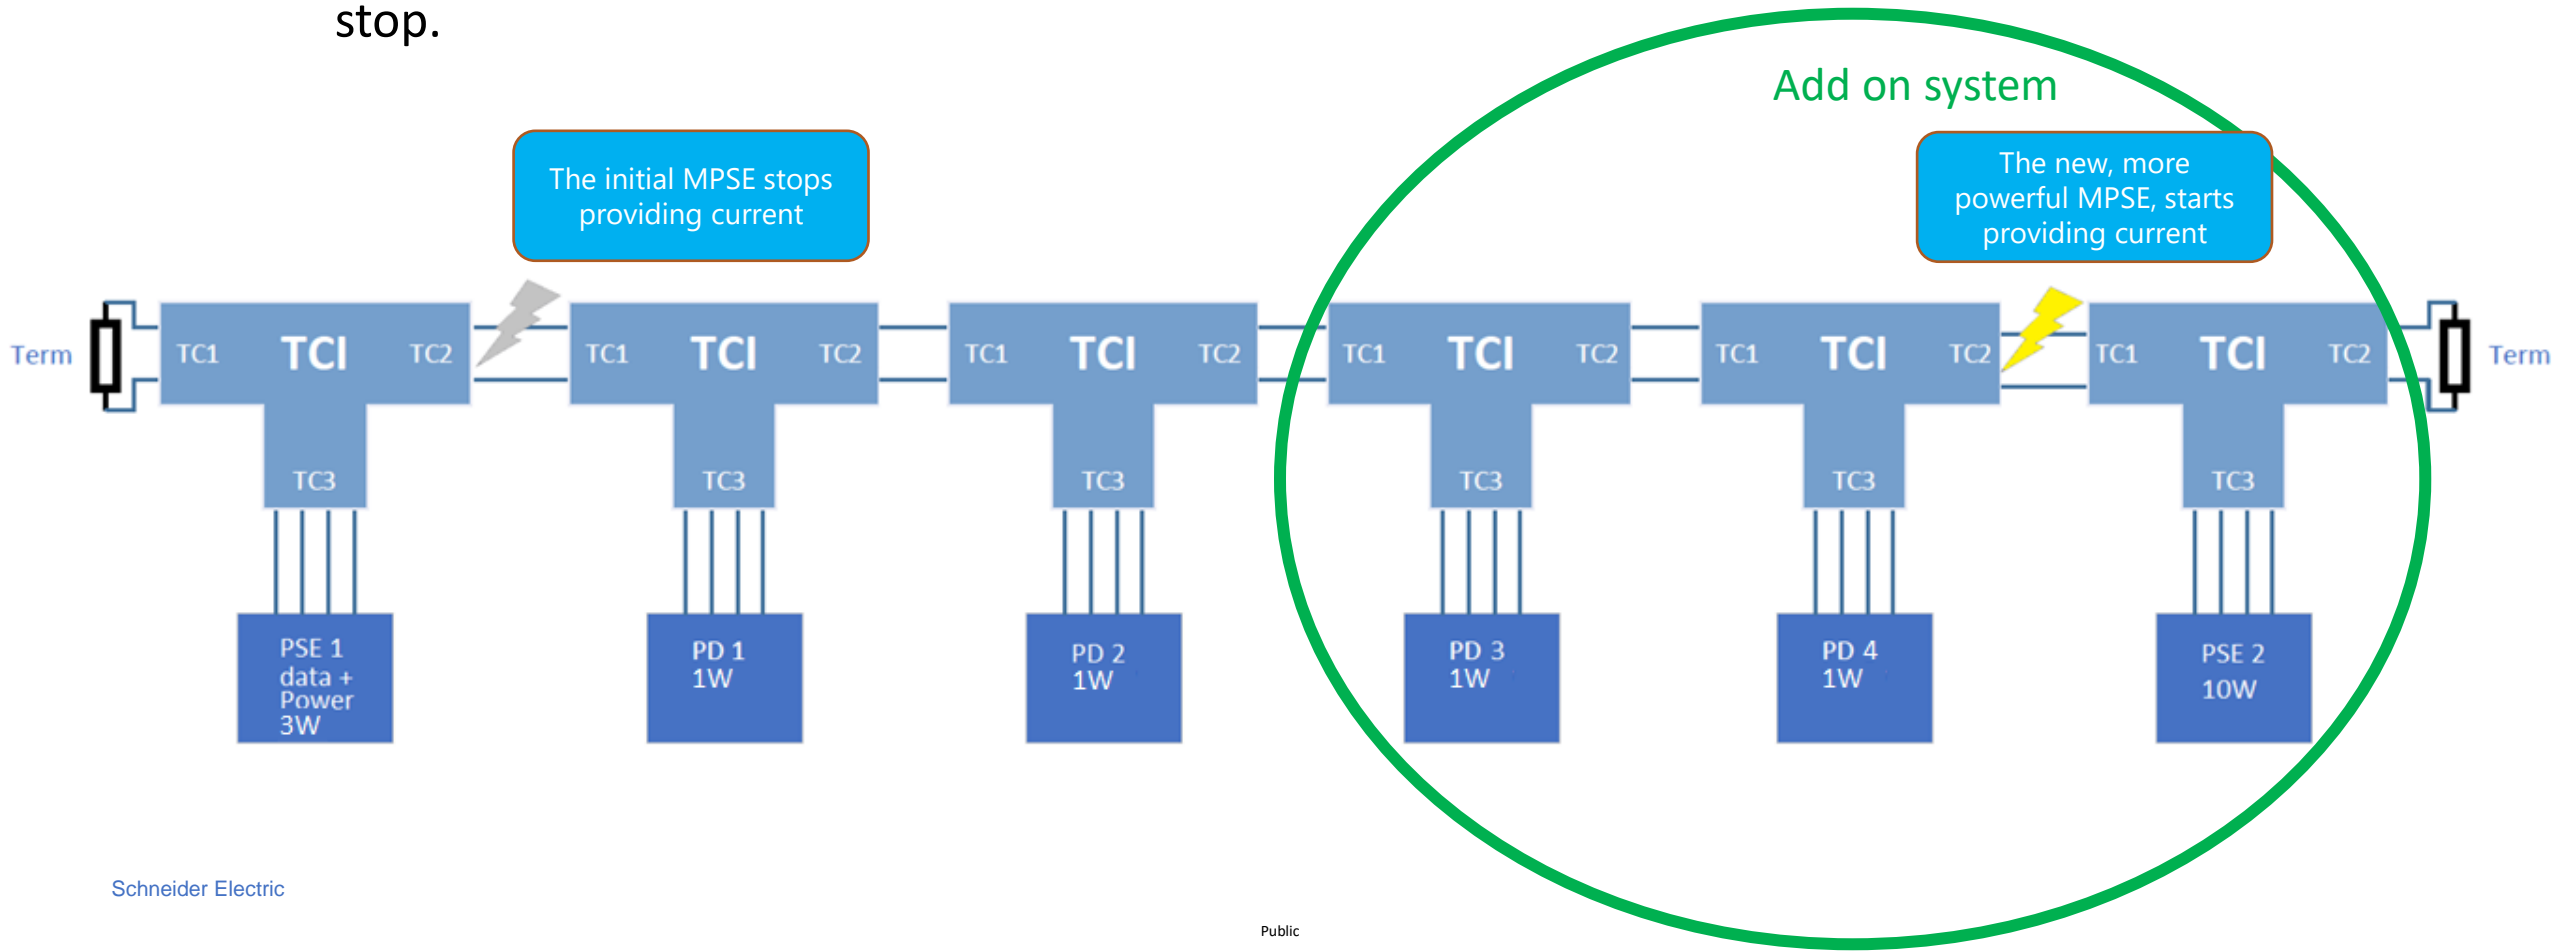 stop.
Add on system
The initial MPSE stops
providing current
The new, more
powerful MPSE, starts
providing current
Term
TC1 TCI TC2
TC1 TCI TC2
TC1 TCI TC2
TC1 TCI TC2
TC1 TCI TC2
TC1 TCI TC2
Term
TC3
TC3
TC3
TC3
TC3
TC3
PSE 1
data +
Power
3W
PD 1
1W
PD 2
1W
PD 3
1W
PD 4
1W
PSE 2
10W
Schneider Electric
Public